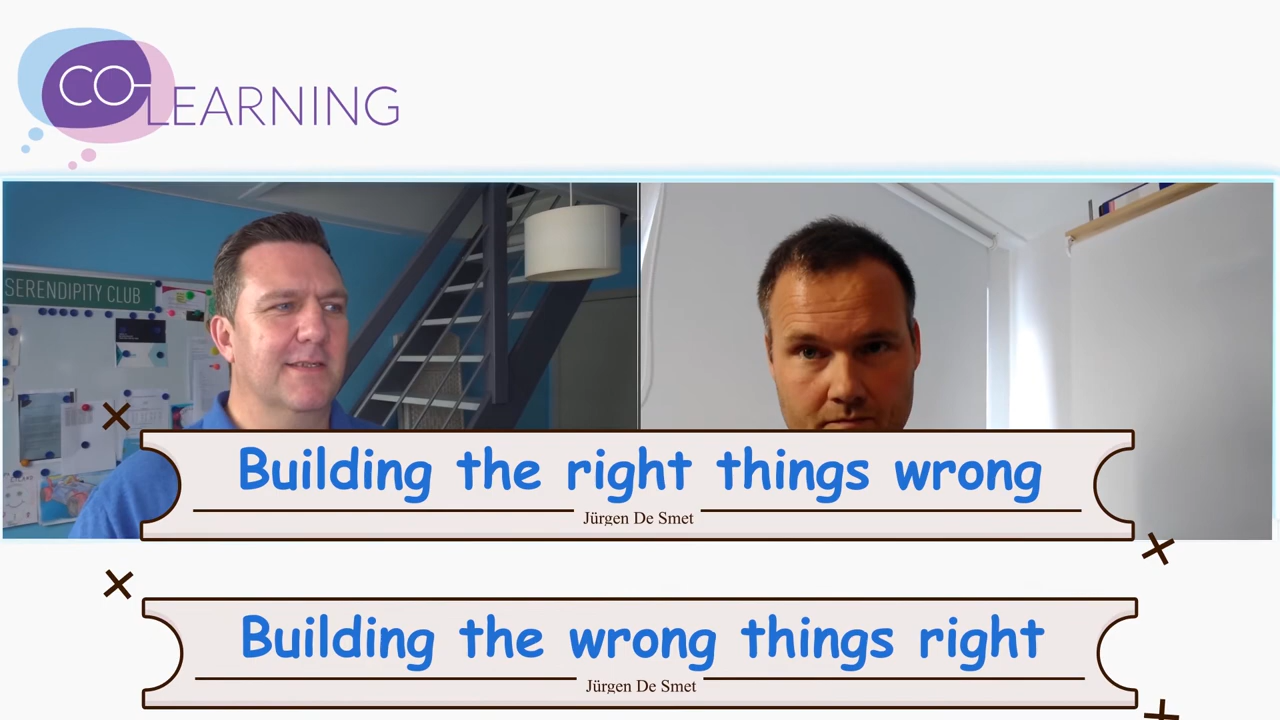 CO-LEARNING
SERENDIPITY CLUB
Building the right things wrong
Jürgen De Smet
Building the wrong things right
Jürgen De Smet